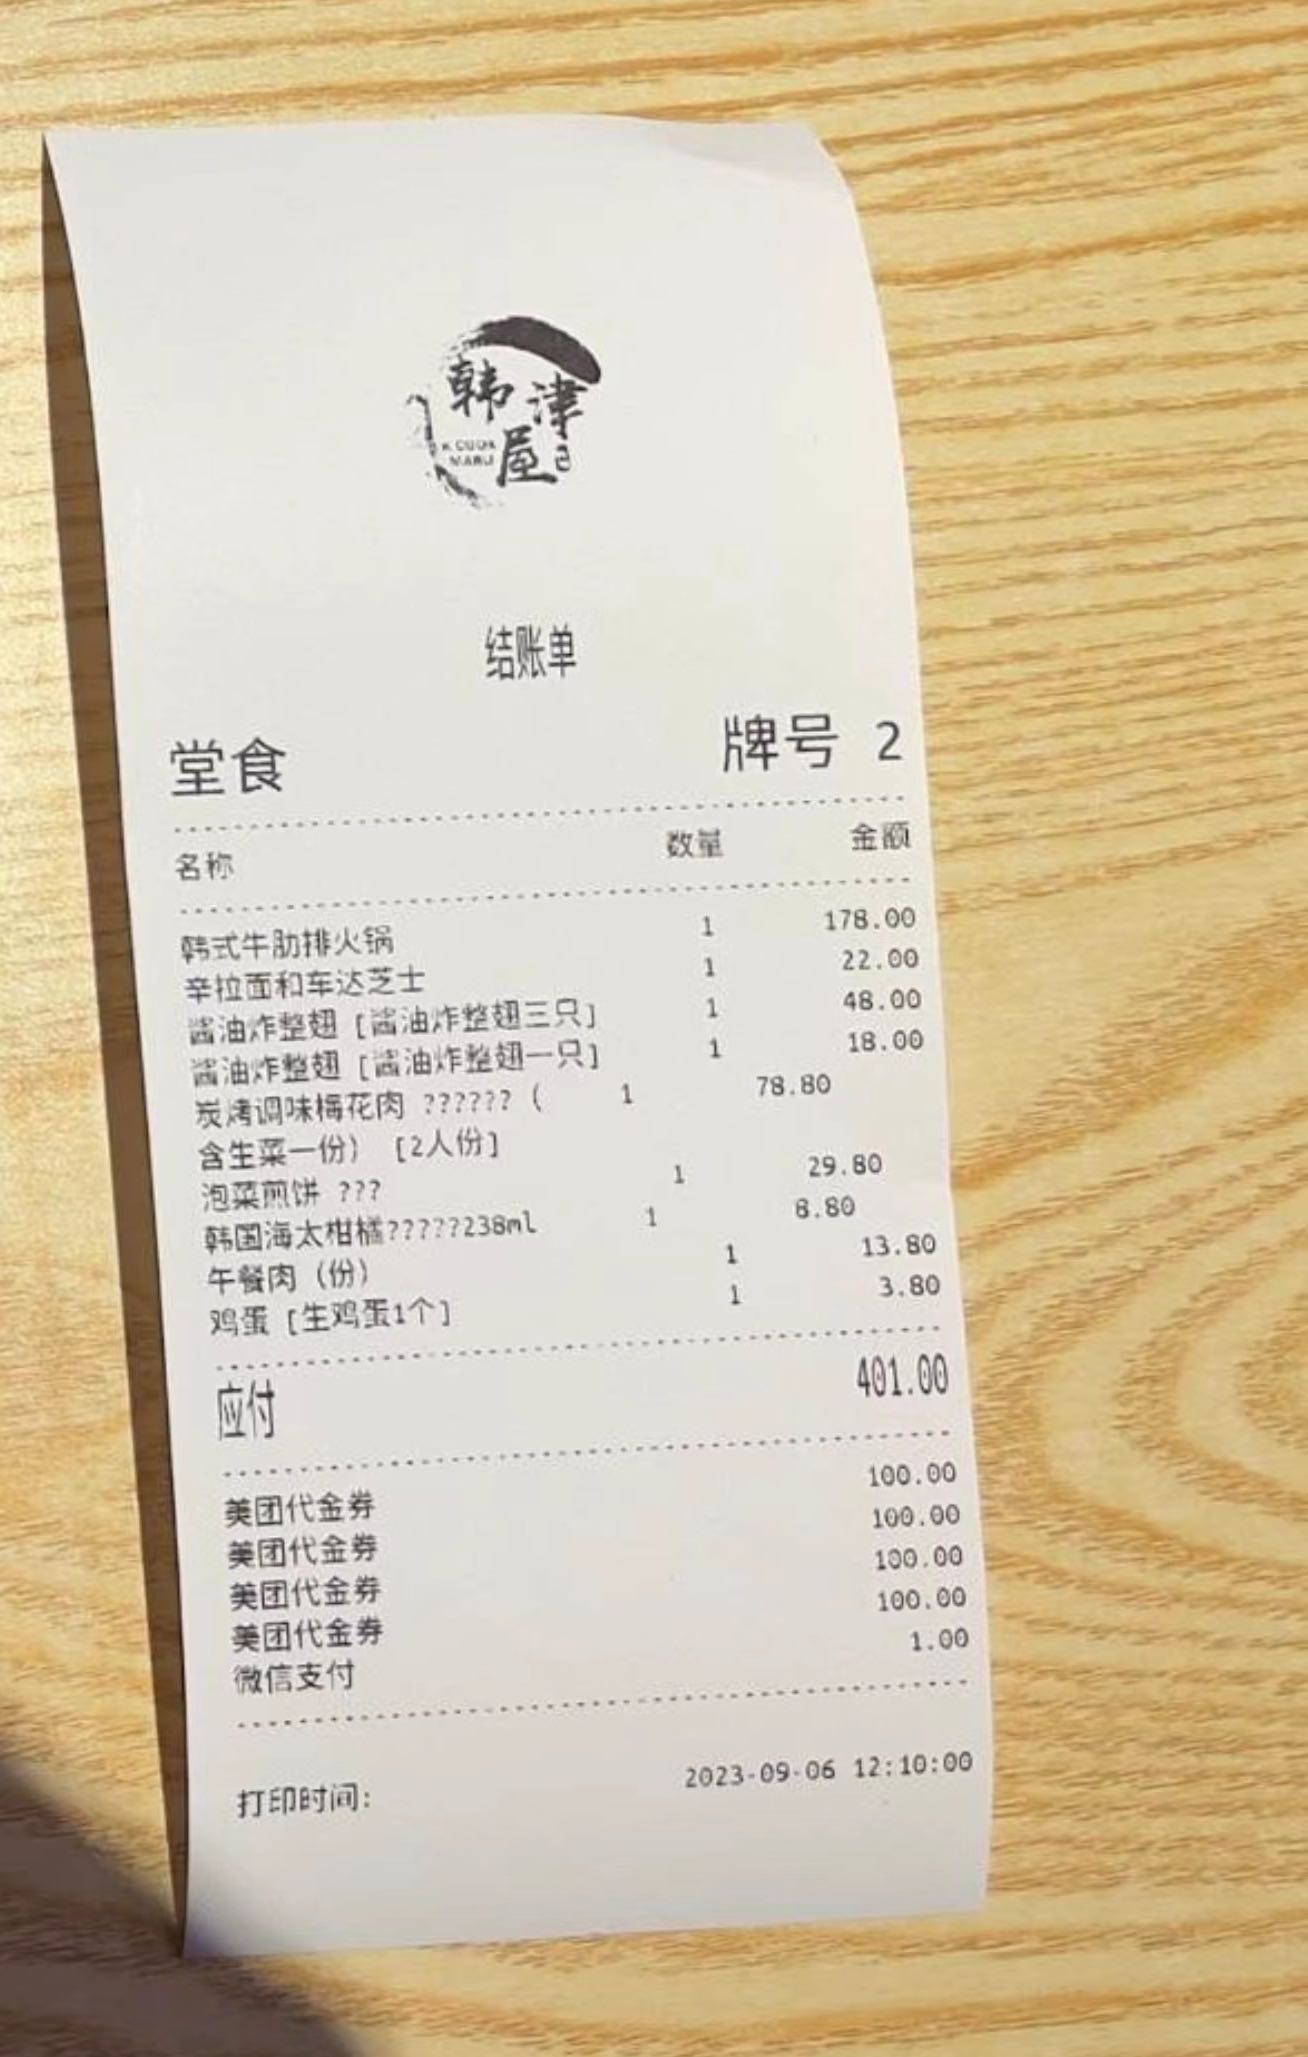 韩津
屋
K COOK
MARU
结账单
堂食 牌号 2
名称 数量 金额
韩式牛肋排火锅 1 178.00
辛拉面和车达芝士 1 22.00
酱油炸整翅 [酱油炸整翅三只] 1 48.00
酱油炸整翅 [酱油炸整翅一只] 1 18.00
炭烤调味梅花肉 ?????? ( 1 78.80
含生菜一份） [2人份]
泡菜煎饼 ??? 1 29.80
韩国海太柑橘?????238ml 1 8.80
午餐肉（份） 1 13.80
鸡蛋 [生鸡蛋1个] 1 3.80
应付 401.00
美团代金券 100.00
美团代金券 100.00
美团代金券 100.00
美团代金券 100.00
微信支付 1.00
打印时间: 2023-09-06 12:10:00